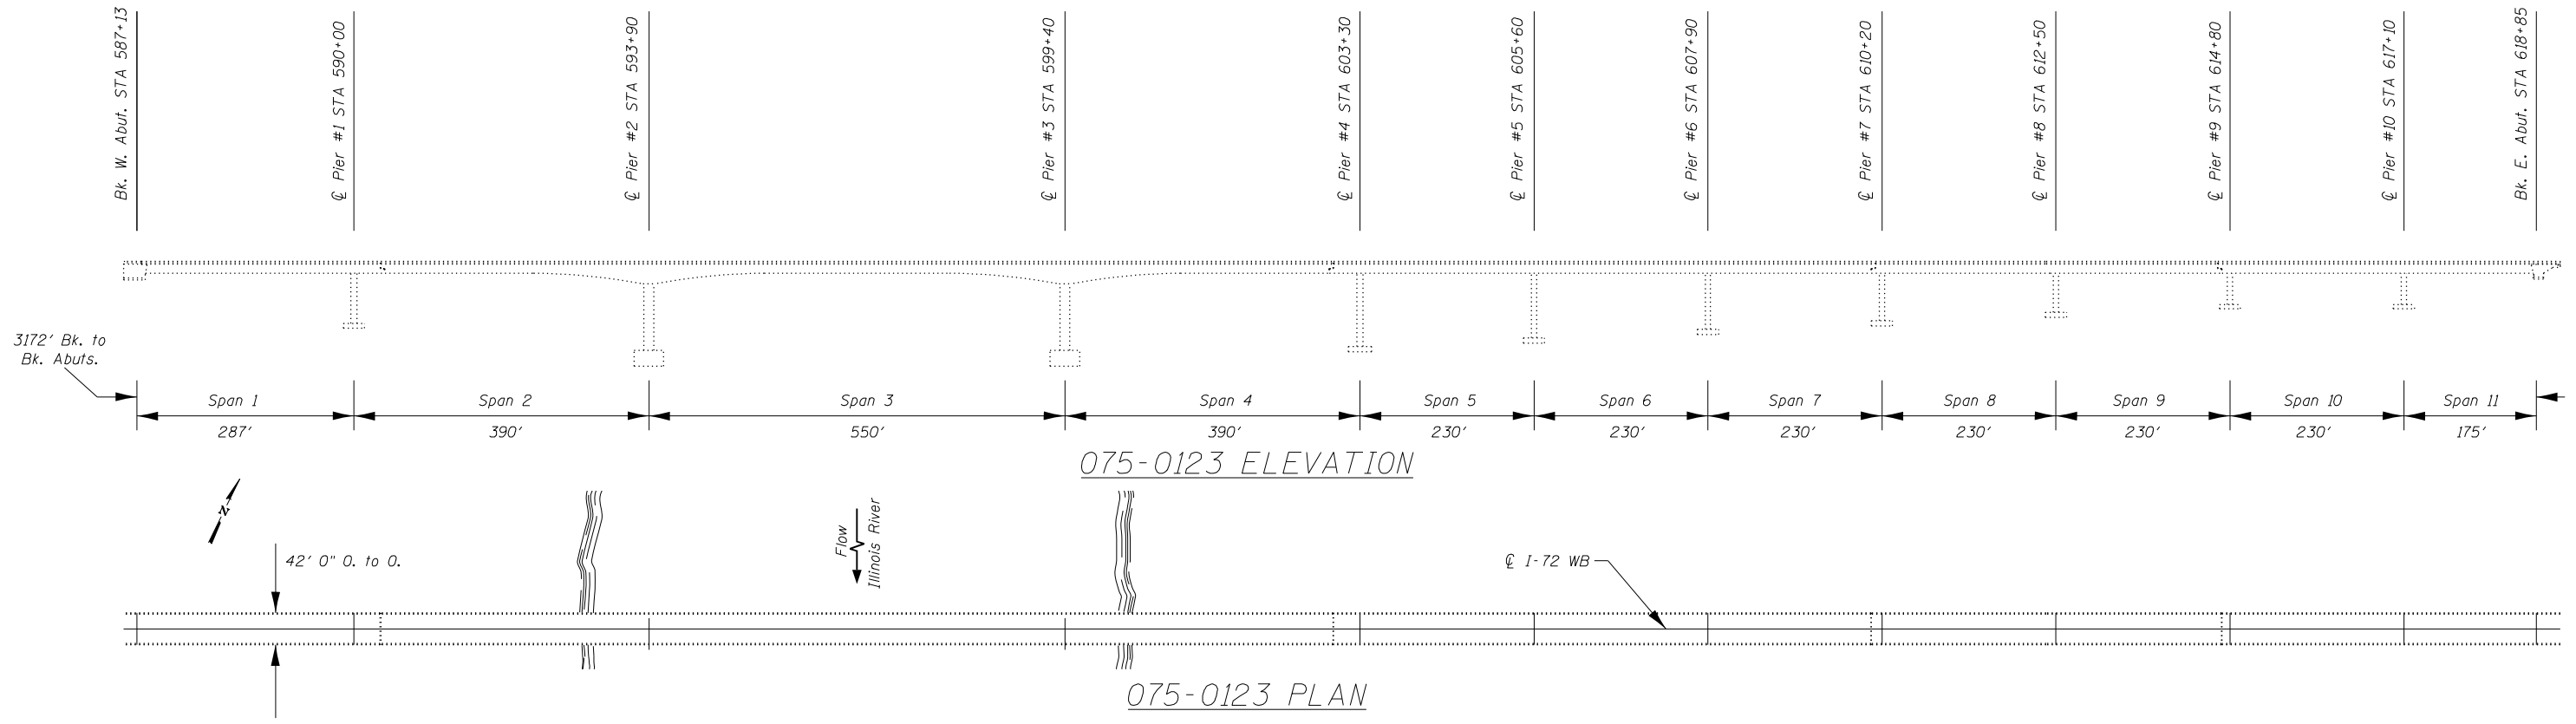 Bk. W. Abut. STA 587+13
℄ Pier #1 STA 590+00
℄ Pier #2 STA 593+90
℄ Pier #3 STA 599+40
℄ Pier #4 STA 603+30
℄ Pier #5 STA 605+60
℄ Pier #6 STA 607+90
℄ Pier #7 STA 610+20
℄ Pier #8 STA 612+50
℄ Pier #9 STA 614+80
℄ Pier #10 STA 617+10
Bk. E. Abut. STA 618+85
3172' Bk. to
Bk. Abuts.
Span 1
Span 2
Span 3
Span 4
Span 5
Span 6
Span 7
Span 8
Span 9
Span 10
Span 11
287'
390'
550'
390'
230'
230'
230'
230'
230'
230'
175'
075-0123 ELEVATION
N
Flow
Illinois River
42' 0" O. to O.
℄ I-72 WB
075-0123 PLAN